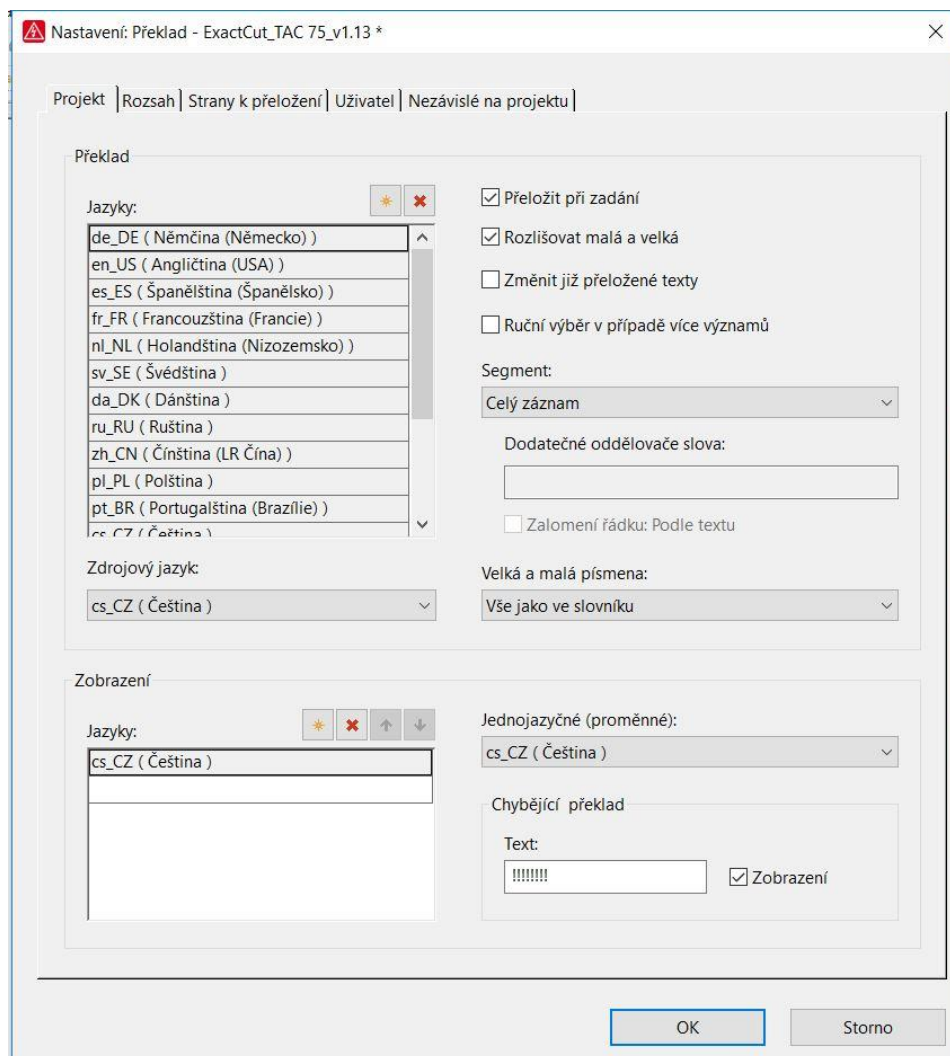 Nastavení: Překlad - ExactCut_TAC 75_v1.13 *
Projekt Rozsah Strany k přeložení Uživatel Nezávislé na projektu
Překlad
Jazyky:
de_DE ( Němčina (Německo) )
en_US ( Angličtina (USA) )
es_ES ( Španělština (Španělsko) )
fr_FR ( Francouzština (Francie) )
nl_NL ( Holandština (Nizozemsko) )
sv_SE ( Švédština )
da_DK ( Dánština )
ru_RU ( Ruština )
zh_CN ( Čínština (LR Čína) )
pl_PL ( Polština )
pt_BR ( Portugalština (Brazílie) )
cs_CZ ( Čeština )
Zdrojový jazyk:
cs_CZ ( Čeština )
Přeložit při zadání
Rozlišovat malá a velká
Změnit již přeložené texty
Ruční výběr v případě více významů
Segment:
Celý záznam
Dodatečné oddělovače slova:
Zalomení řádku: Podle textu
Velká a malá písmena:
Vše jako ve slovníku
Zobrazení
Jazyky:
cs_CZ ( Čeština )
Jednojazyčné (proměnné):
cs_CZ ( Čeština )
Chybějící překlad
Text:
!!!!!!!!
Zobrazení
OK
Storno